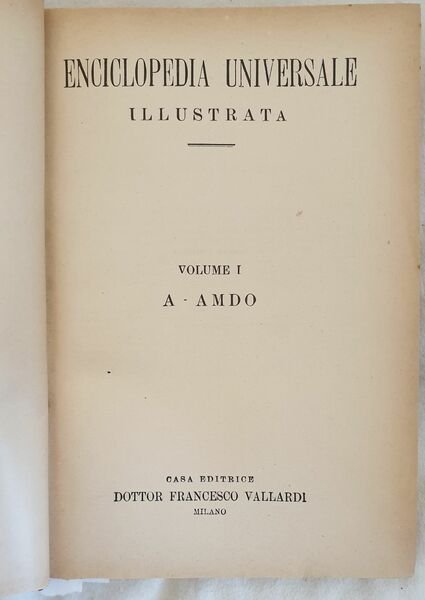 ENCICLOPEDIA UNIVERSALE
ILLUSTRATA
VOLUME I
A - AMDO
CASA EDITRICE
DOTTOR FRANCESCO VALLARDI
MILANO